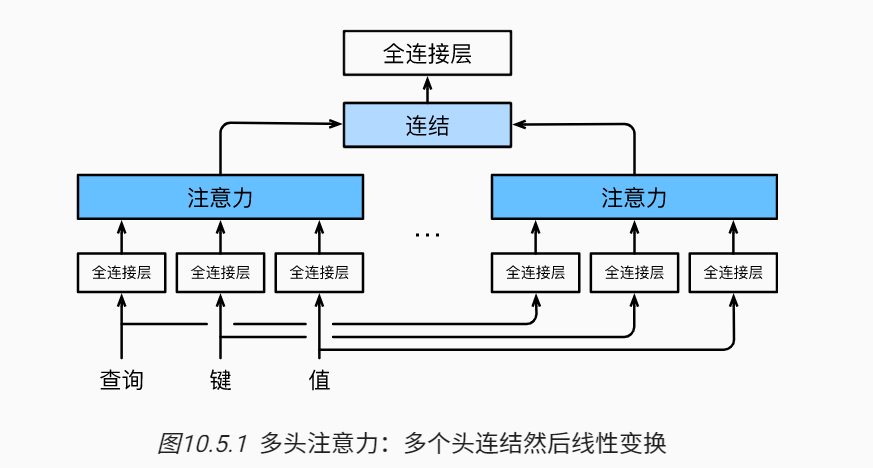 全连接层
连结
注意力 注意力
...
全连接层 全连接层 全连接层 全连接层 全连接层 全连接层
查询 键 值
图10.5.1 多头注意力：多个头连结然后线性变换